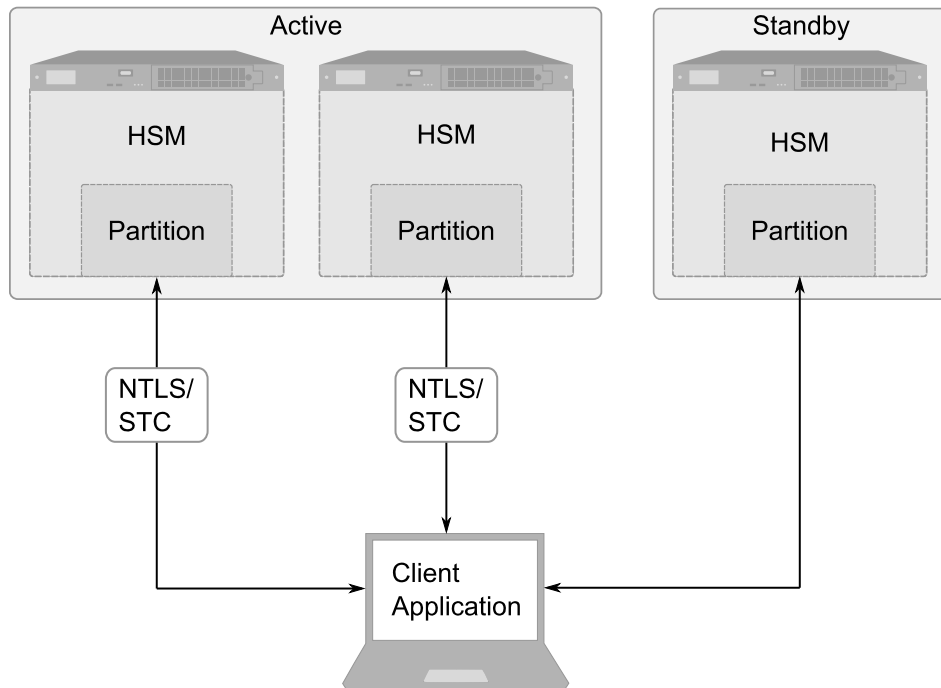 Active
Standby
HSM
HSM
HSM
Partition
Partition
Partition
NTLS/
STC
NTLS/
STC
Client
Application